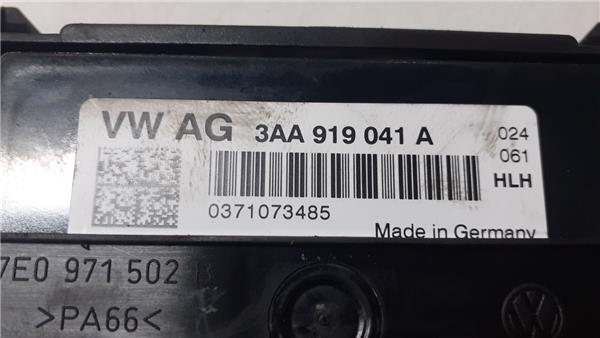 VW AG 3AA 919 041 A 024
061
HLH
0371073485
Made in Germany
7E0 971 502 B
>PA66<